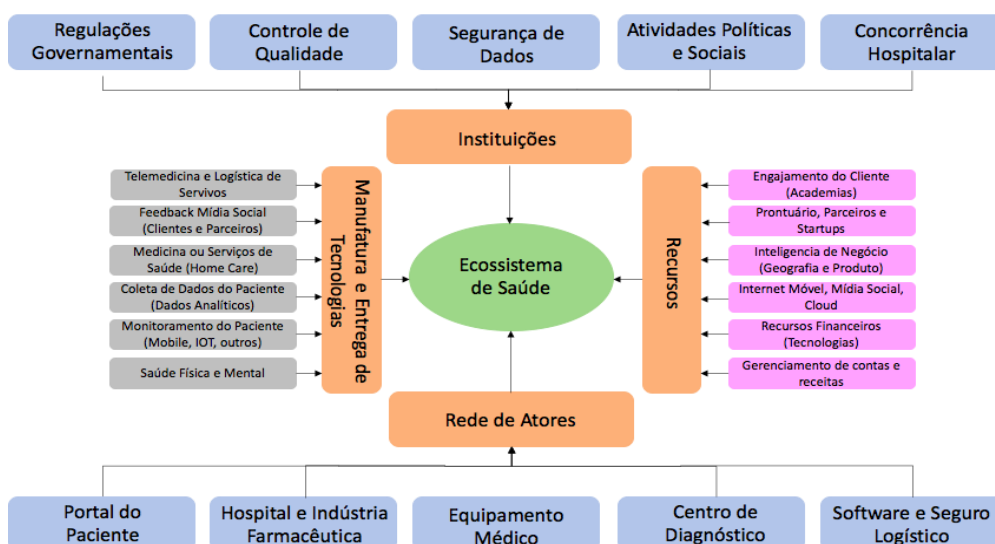 Regulações
Governamentais
Controle de
Qualidade
Segurança de
Dados
Atividades Políticas
e Sociais
Concorrência
Hospitalar
Instituições
Telemedicina e Logística de
Servivos
Feedback Mídia Social
(Clientes e Parceiros)
Medicina ou Serviços de
Saúde (Home Care)
Coleta de Dados do Paciente
(Dados Analíticos)
Monitoramento do Paciente
(Mobile, IOT, outros)
Saúde Física e Mental
Manufatura e Entrega de
Tecnologias
Ecossistema
de Saúde
Recursos
Engajamento do Cliente
(Academias)
Prontuário, Parceiros e
Startups
Inteligencia de Negócio
(Geografia e Produto)
Internet Móvel, Mídia Social,
Cloud
Recursos Financeiros
(Tecnologias)
Gerenciamento de contas e
receitas
Rede de Atores
Portal do
Paciente
Hospital e Indústria
Farmacêutica
Equipamento
Médico
Centro de
Diagnóstico
Software e Seguro
Logístico